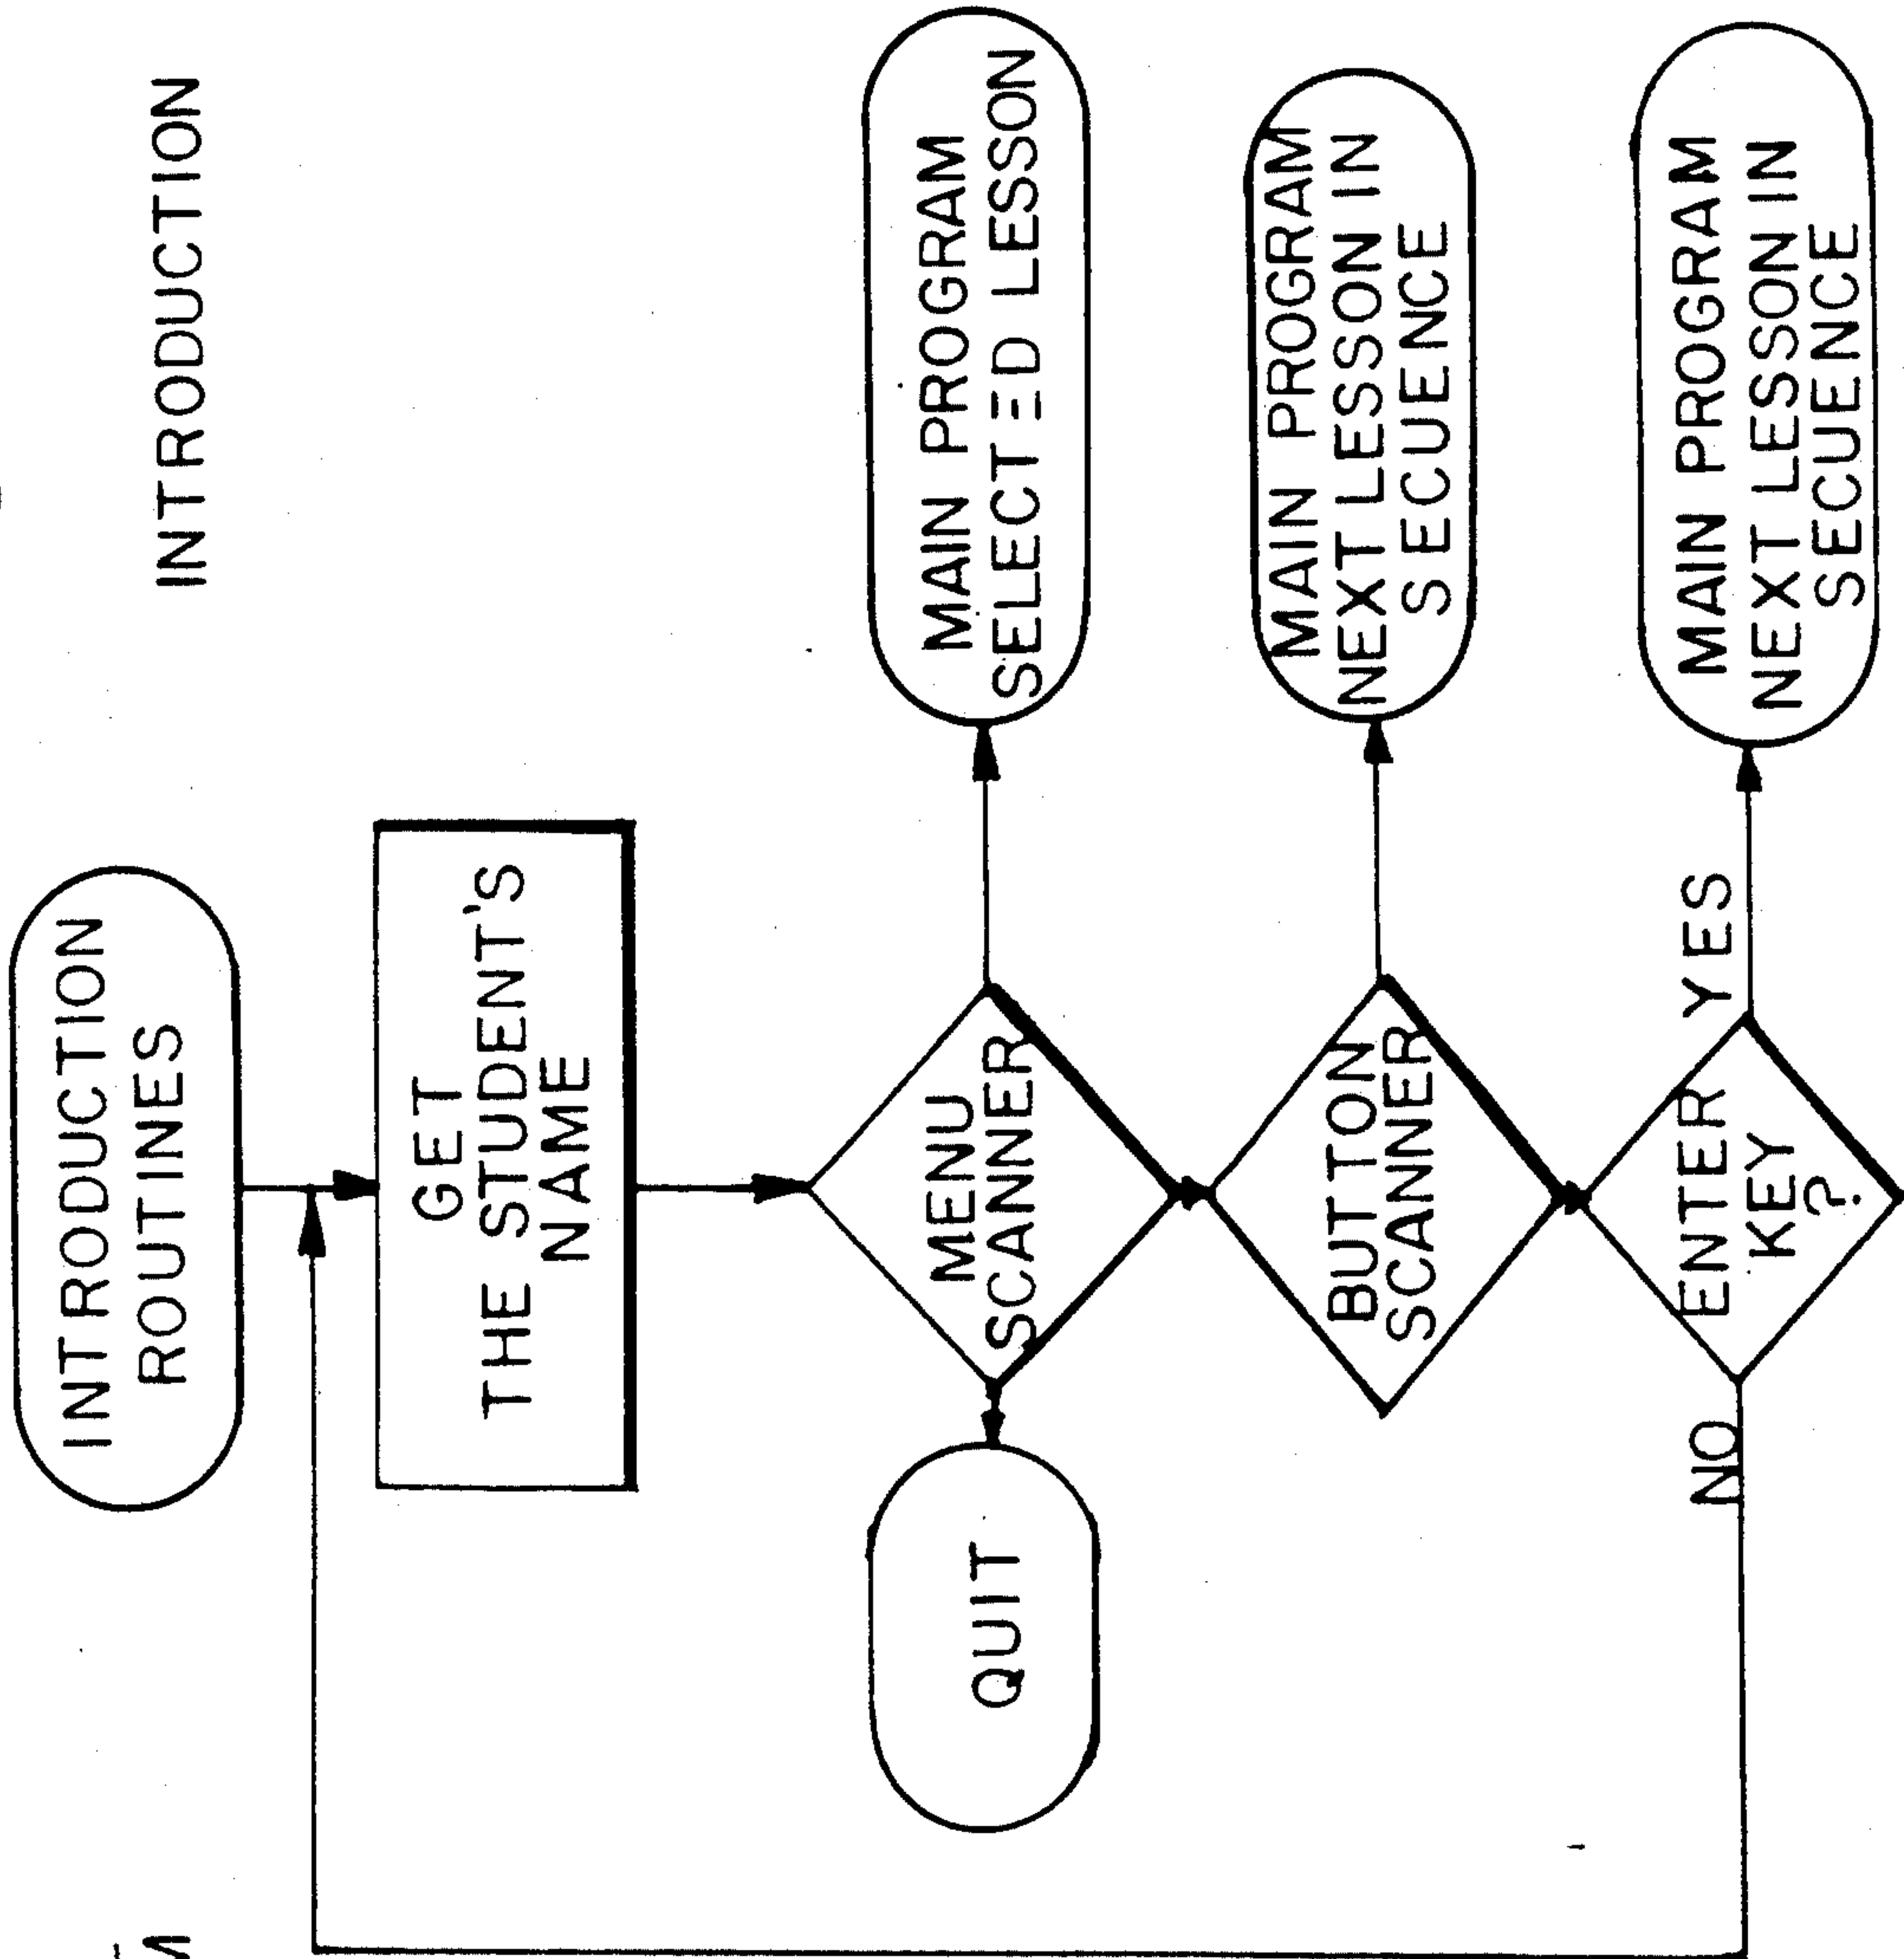 INTRODUCTION
INTRODUCTION
ROUTINES
GET
THE STUDENT'S
NAME
MENU
SCANNER
QUIT
MAIN PROGRAM
SELECTED LESSON
BUTTON
SCANNER
MAIN PROGRAM
NEXT LESSON IN
SECUENCE
ENTER
KEY
?
YES
NO
MAIN PROGRAM
NEXT LESSON IN
SECUENCE